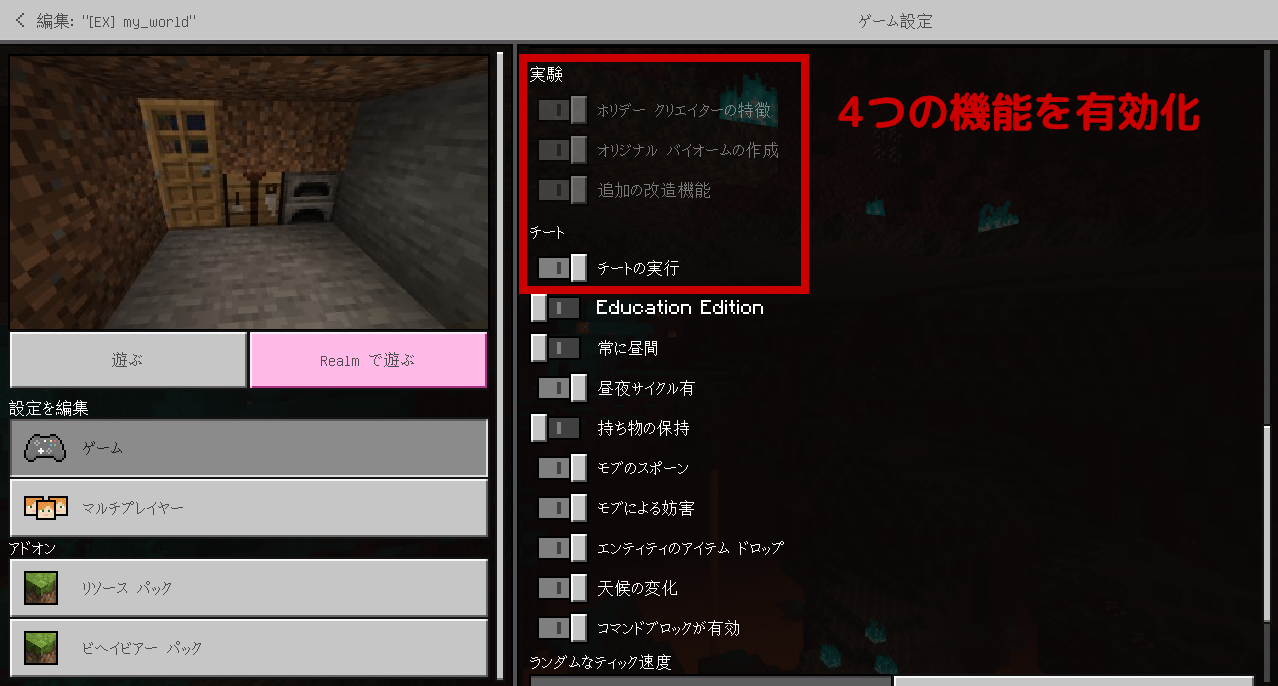 編集: "[EX] my_world"
ゲーム設定
遊ぶ
Realm で遊ぶ
設定を編集
ゲーム
マルチプレイヤー
アドオン
リソース パック
ビヘイビアー パック
実験
ホリデー クリエイターの特徴
オリジナル バイオームの作成
追加の改造機能
チート
チートの実行
4つの機能を有効化
Education Edition
常に昼間
昼夜サイクル有
持ち物の保持
モブのスポーン
モブによる妨害
エンティティのアイテム ドロップ
天候の変化
コマンドブロックが有効
ランダムなティック速度